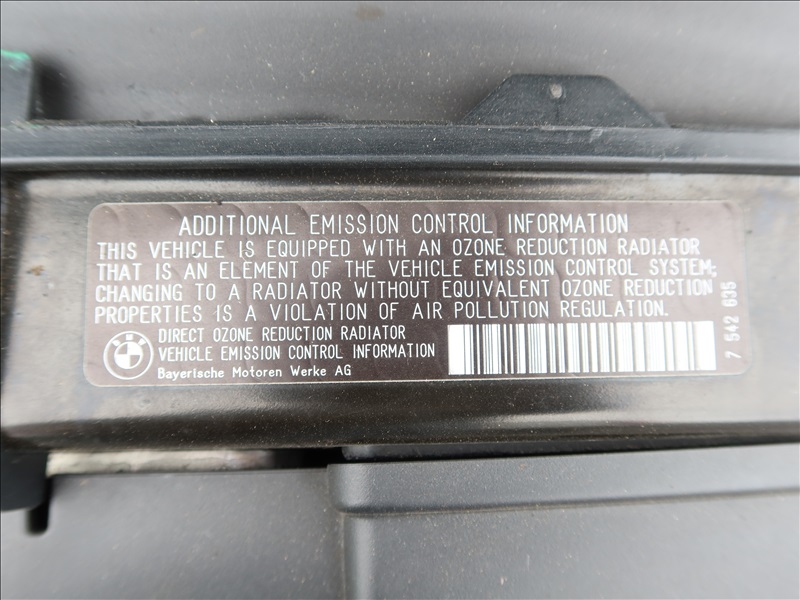 ADDITIONAL EMISSION CONTROL INFORMATION
THIS VEHICLE IS EQUIPPED WITH AN OZONE REDUCTION RADIATOR
THAT IS AN ELEMENT OF THE VEHICLE EMISSION CONTROL SYSTEM;
CHANGING TO A RADIATOR WITHOUT EQUIVALENT OZONE REDUCTION
PROPERTIES IS A VIOLATION OF AIR POLLUTION REGULATION.
BMW
DIRECT OZONE REDUCTION RADIATOR
VEHICLE EMISSION CONTROL INFORMATION
Bayerische Motoren Werke AG
7 542 635